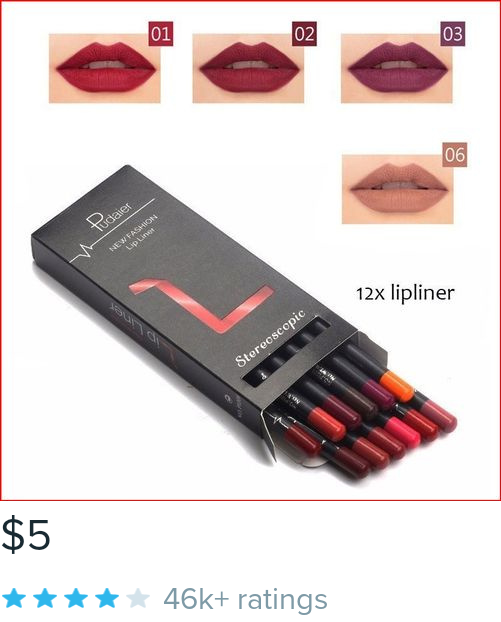 01
02
03
06
Pudaier
NEW FASHION
Lip Liner
12x lipliner
Stereoscopic
Lip Liner
$5
46k+ ratings